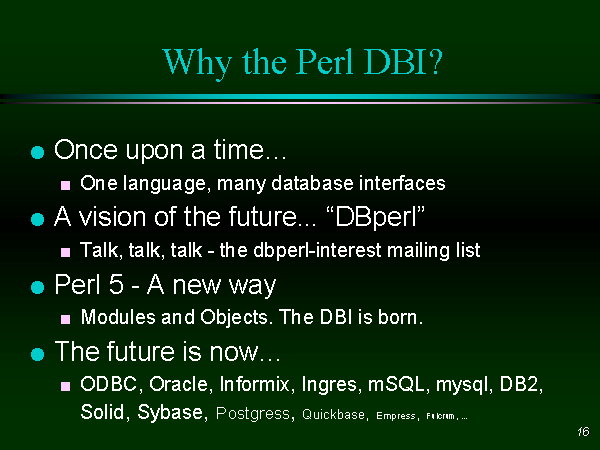 Why the Perl DBI?
Once upon a time...
One language, many database interfaces
A vision of the future... “DBperl”
Talk, talk, talk - the dbperl-interest mailing list
Perl 5 - A new way
Modules and Objects. The DBI is born.
The future is now...
ODBC, Oracle, Informix, Ingres, mSQL, mysql, DB2,
Solid, Sybase, Postgress, Quickbase, Empress, Fulcrum, ...
16